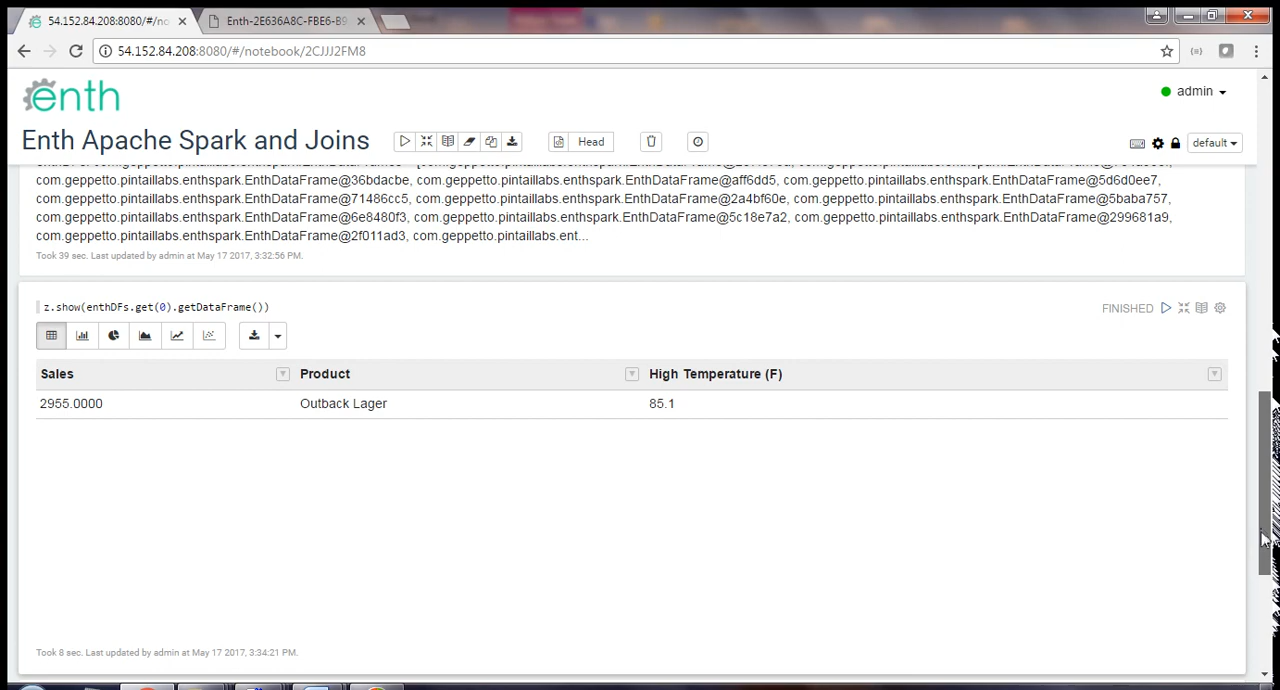 54.152.84.208:8080/#/no
Enth-2E636A8C-FBE6-B9
54.152.84.208:8080/#/notebook/2CJJJ2FM8
enth
admin
Enth Apache Spark and Joins
Head
default
com.geppetto.pintaillabs.enthspark.EnthDataFrame@36bdacbe, com.geppetto.pintaillabs.enthspark.EnthDataFrame@aff6dd5, com.geppetto.pintaillabs.enthspark.EnthDataFrame@5d6d0ee7,
com.geppetto.pintaillabs.enthspark.EnthDataFrame@71486cc5, com.geppetto.pintaillabs.enthspark.EnthDataFrame@2a4bf60e, com.geppetto.pintaillabs.enthspark.EnthDataFrame@5baba757,
com.geppetto.pintaillabs.enthspark.EnthDataFrame@6e8480f3, com.geppetto.pintaillabs.enthspark.EnthDataFrame@5c18e7a2, com.geppetto.pintaillabs.enthspark.EnthDataFrame@299681a9,
com.geppetto.pintaillabs.enthspark.EnthDataFrame@2f011ad3, com.geppetto.pintaillabs.ent...
Took 39 sec. Last updated by admin at May 17 2017, 3:32:56 PM.
z.show(enthDFs.get(0).getDataFrame())
FINISHED
Sales Product High Temperature (F)
2955.0000 Outback Lager 85.1
Took 8 sec. Last updated by admin at May 17 2017, 3:34:21 PM.